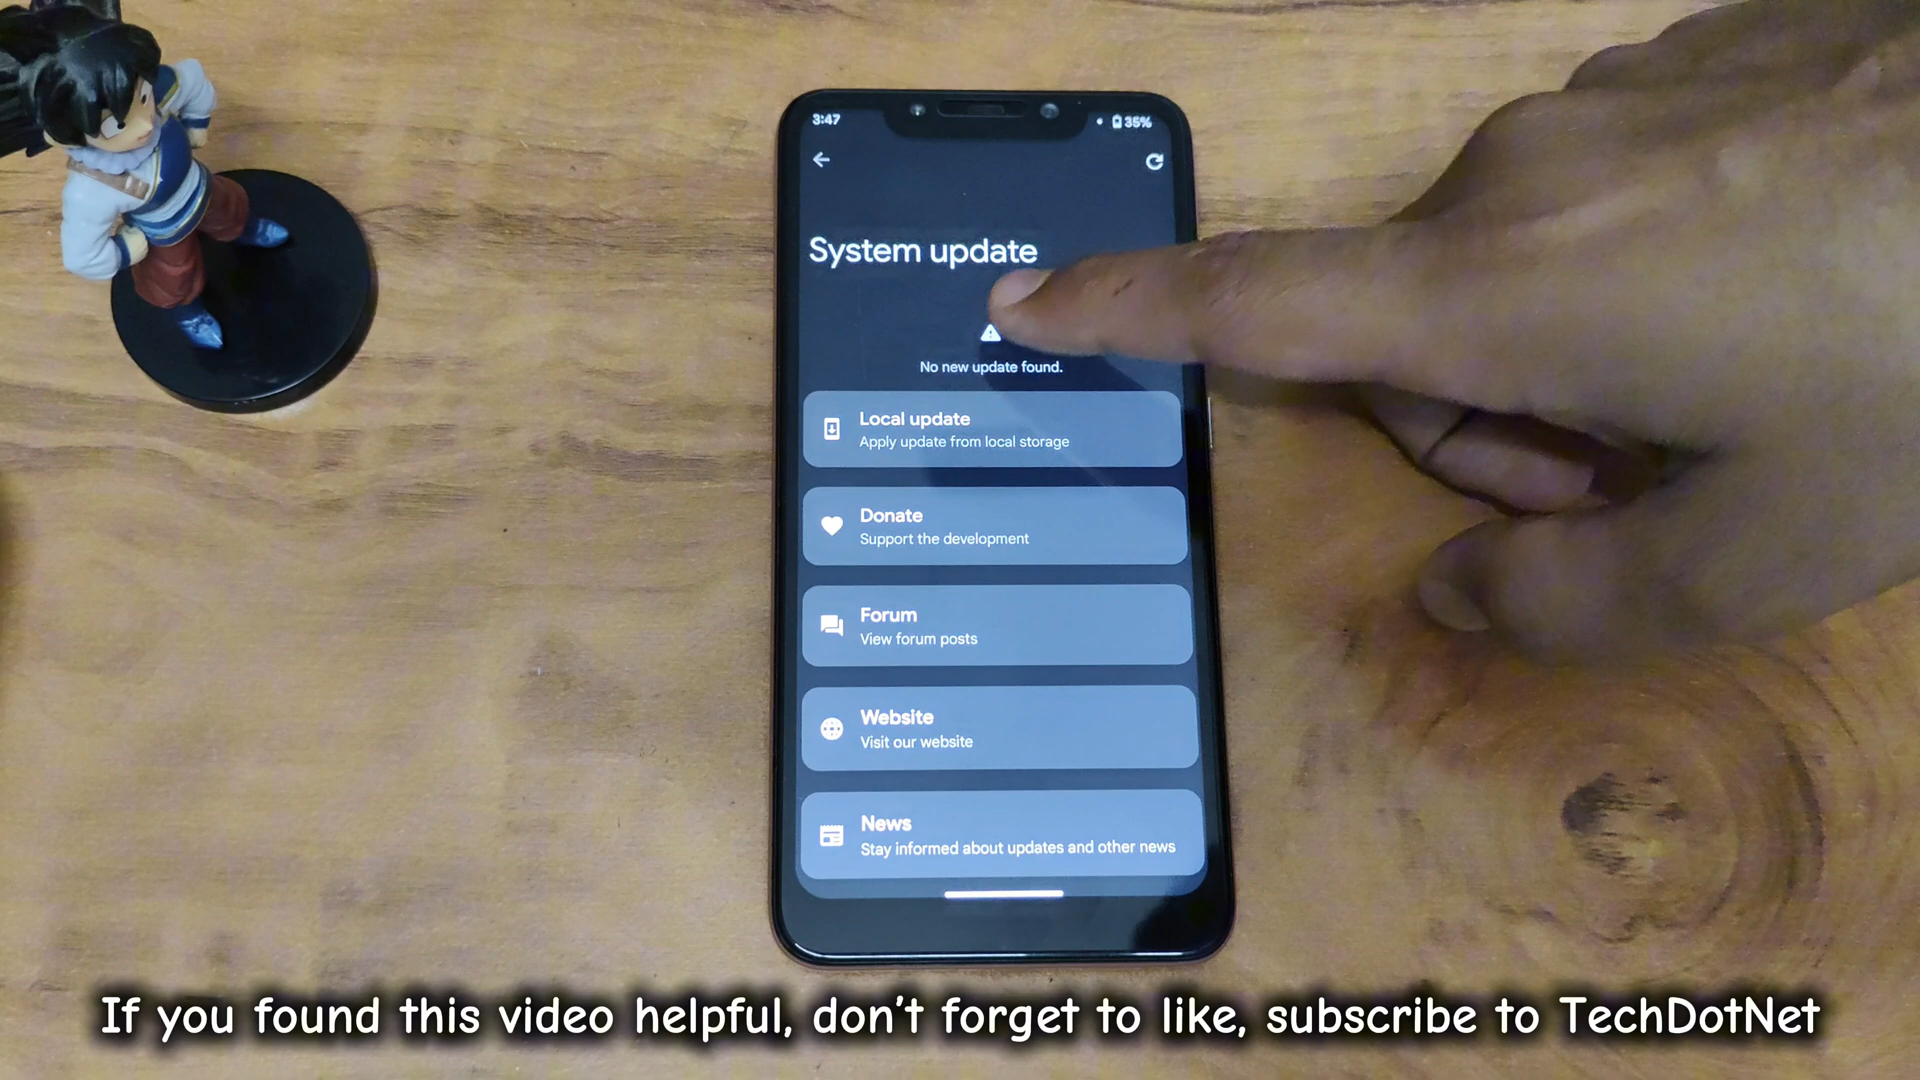 3:47
35%
System update
No new update found.
Local update
Apply update from local storage
Donate
Support the development
Forum
View forum posts
Website
Visit our website
News
Stay informed about updates and other news
If you found this video helpful, don't forget to like, subscribe to TechDotNet